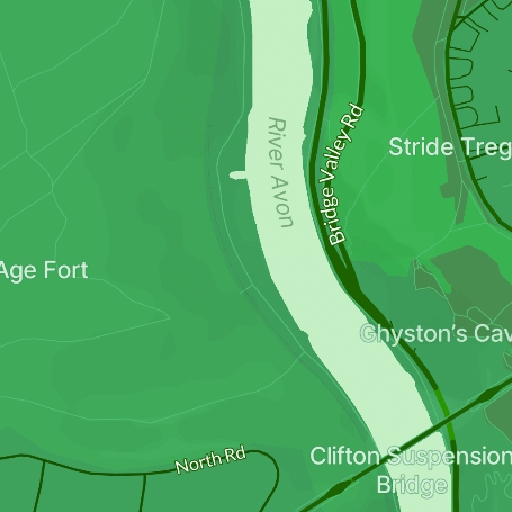 River Avon
Bridge Valley Rd
Stride Treg
Age Fort
Ghyston's Cav
North Rd
Clifton Suspension
Bridge